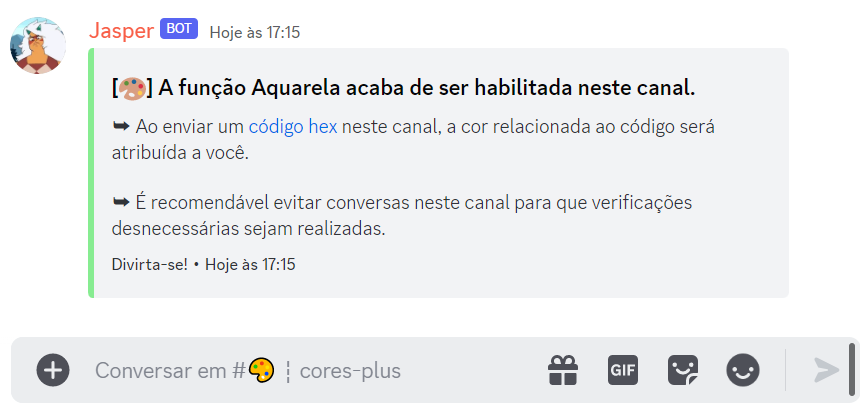 Jasper BOT Hoje às 17:15
[🎨] A função Aquarela acaba de ser habilitada neste canal.
➥ Ao enviar um código hex neste canal, a cor relacionada ao código será
atribuída a você.
➥ É recomendável evitar conversas neste canal para que verificações
desnecessárias sejam realizadas.
Divirta-se! • Hoje às 17:15
Conversar em #🎨 ¦ cores-plus
GIF